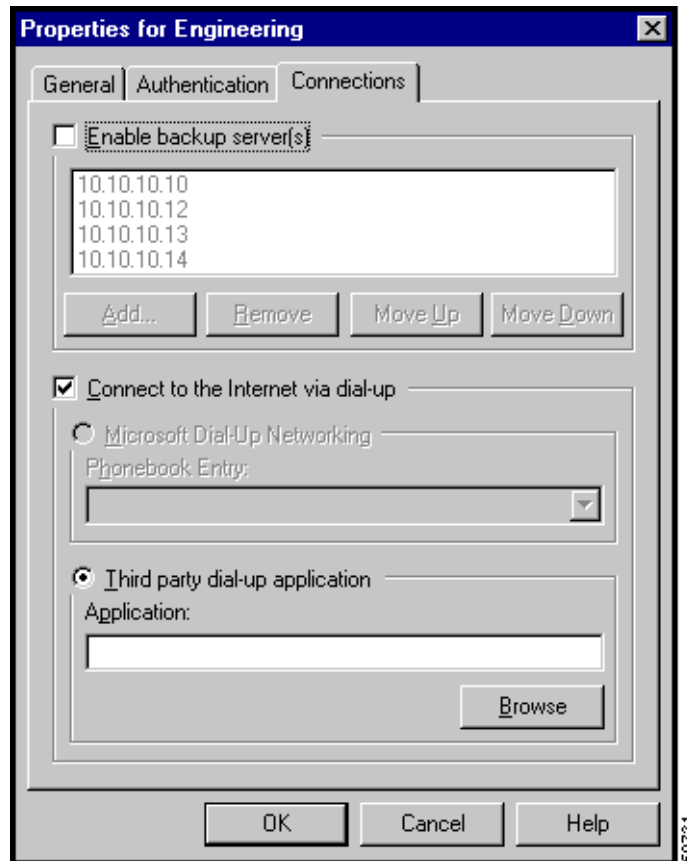 Properties for Engineering
General Authentication Connections
Enable backup server(s)
10.10.10.10
10.10.10.12
10.10.10.13
10.10.10.14
Add... Remove Move Up Move Down
Connect to the Internet via dial-up
Microsoft Dial-Up Networking
Phonebook Entry:
Third party dial-up application
Application:
Browse
OK Cancel Help